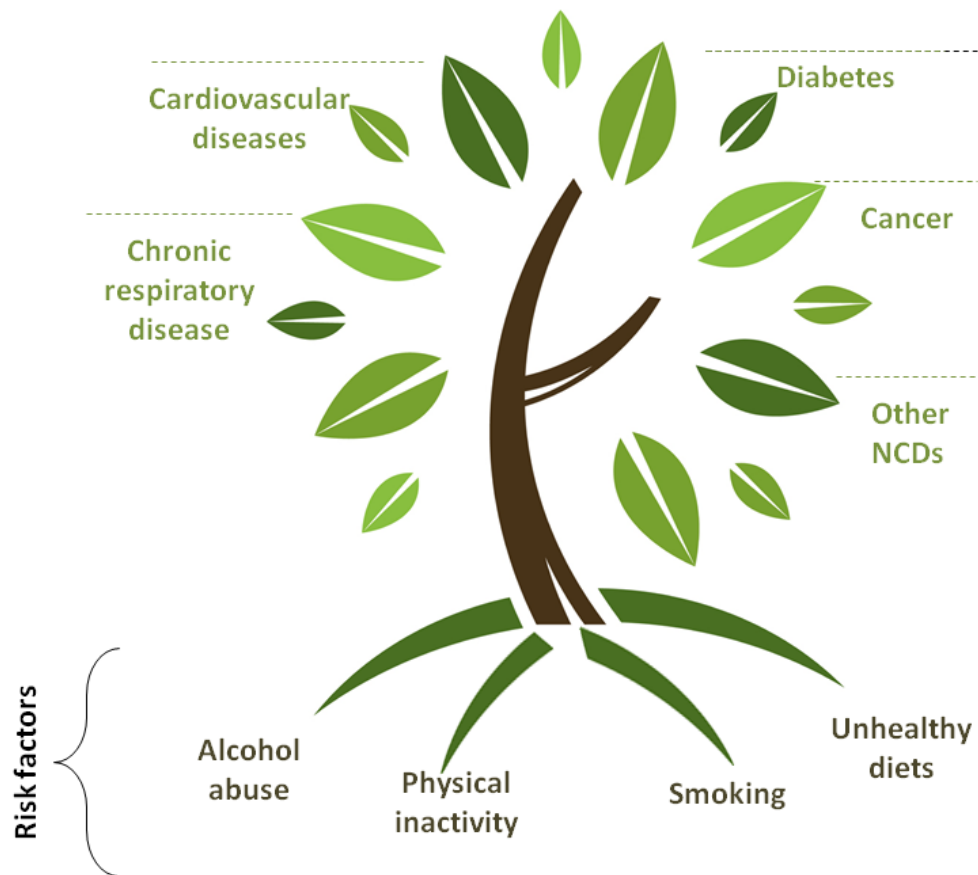 Cardiovascular
diseases
Diabetes
Chronic
respiratory
disease
Cancer
Other
NCDs
Risk factors
Alcohol
abuse
Physical
inactivity
Smoking
Unhealthy
diets